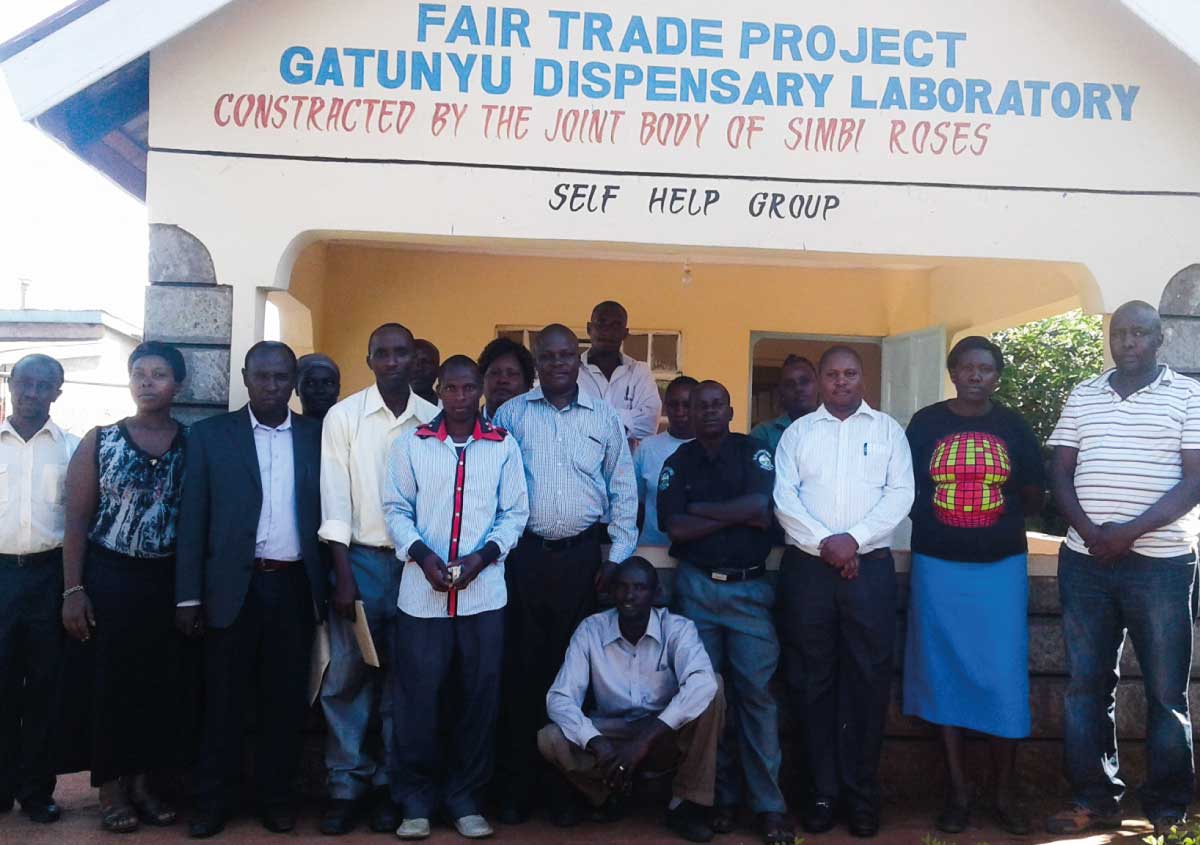 FAIR TRADE PROJECT
GATUNYU DISPENSARY LABORATORY
CONSTRACTED BY THE JOINT BODY OF SIMBI ROSES
SELF HELP GROUP